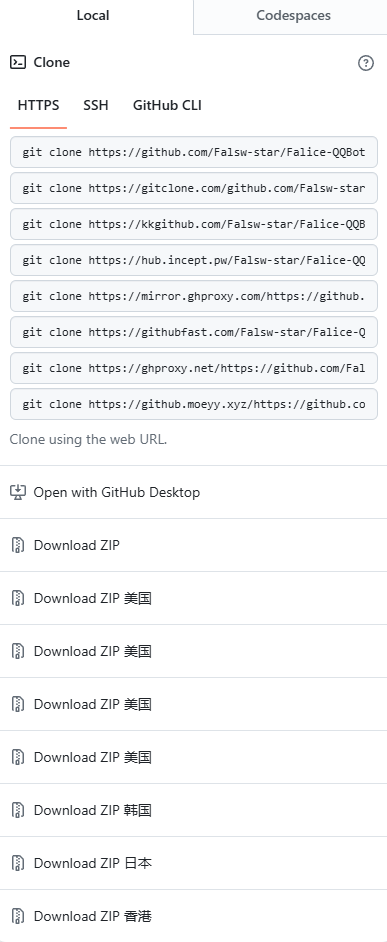 Local
Codespaces
Clone
HTTPS
SSH
GitHub CLI
git clone https://github.com/Falsw-star/Falice-QQBot
git clone https://gitclone.com/github.com/Falsw-star
git clone https://kkgithub.com/Falsw-star/Falice-QQB
git clone https://hub.incept.pw/Falsw-star/Falice-QQ
git clone https://mirror.ghproxy.com/https://github.
git clone https://githubfast.com/Falsw-star/Falice-Q
git clone https://ghproxy.net/https://github.com/Fal
git clone https://github.moeyy.xyz/https://github.co
Clone using the web URL.
Open with GitHub Desktop
Download ZIP
Download ZIP 美国
Download ZIP 美国
Download ZIP 美国
Download ZIP 美国
Download ZIP 韩国
Download ZIP 日本
Download ZIP 香港